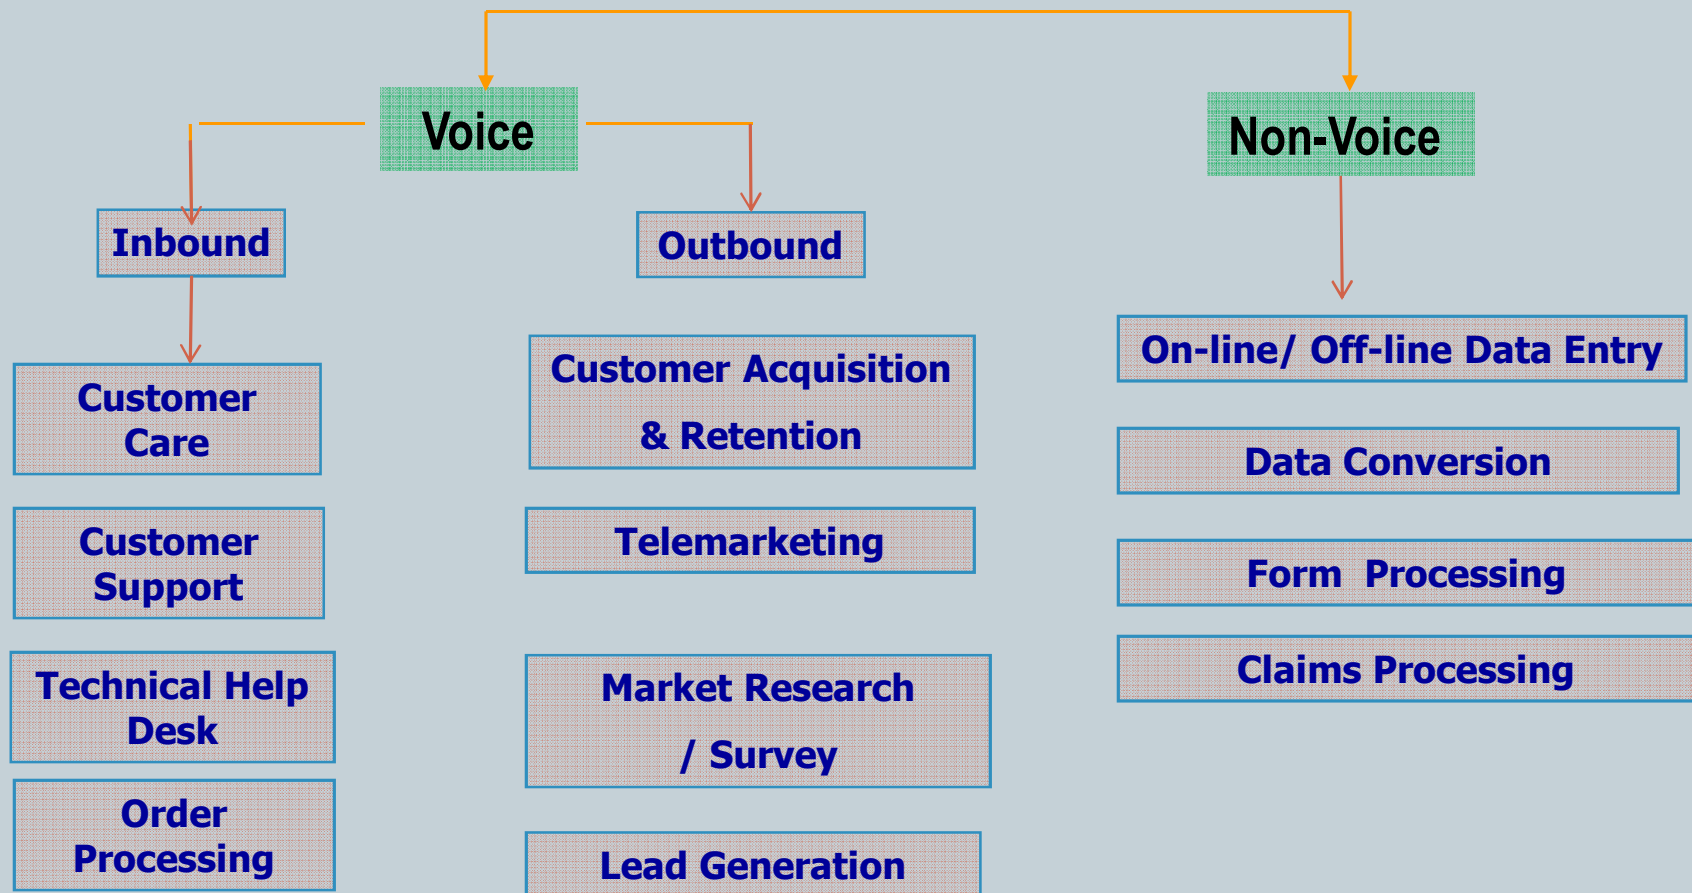 Voice
Non-Voice
Inbound
Outbound
Customer
Care
Customer
Support
Technical Help
Desk
Order
Processing
Customer Acquisition
& Retention
Telemarketing
Market Research
/ Survey
Lead Generation
On-line/ Off-line Data Entry
Data Conversion
Form  Processing
Claims Processing